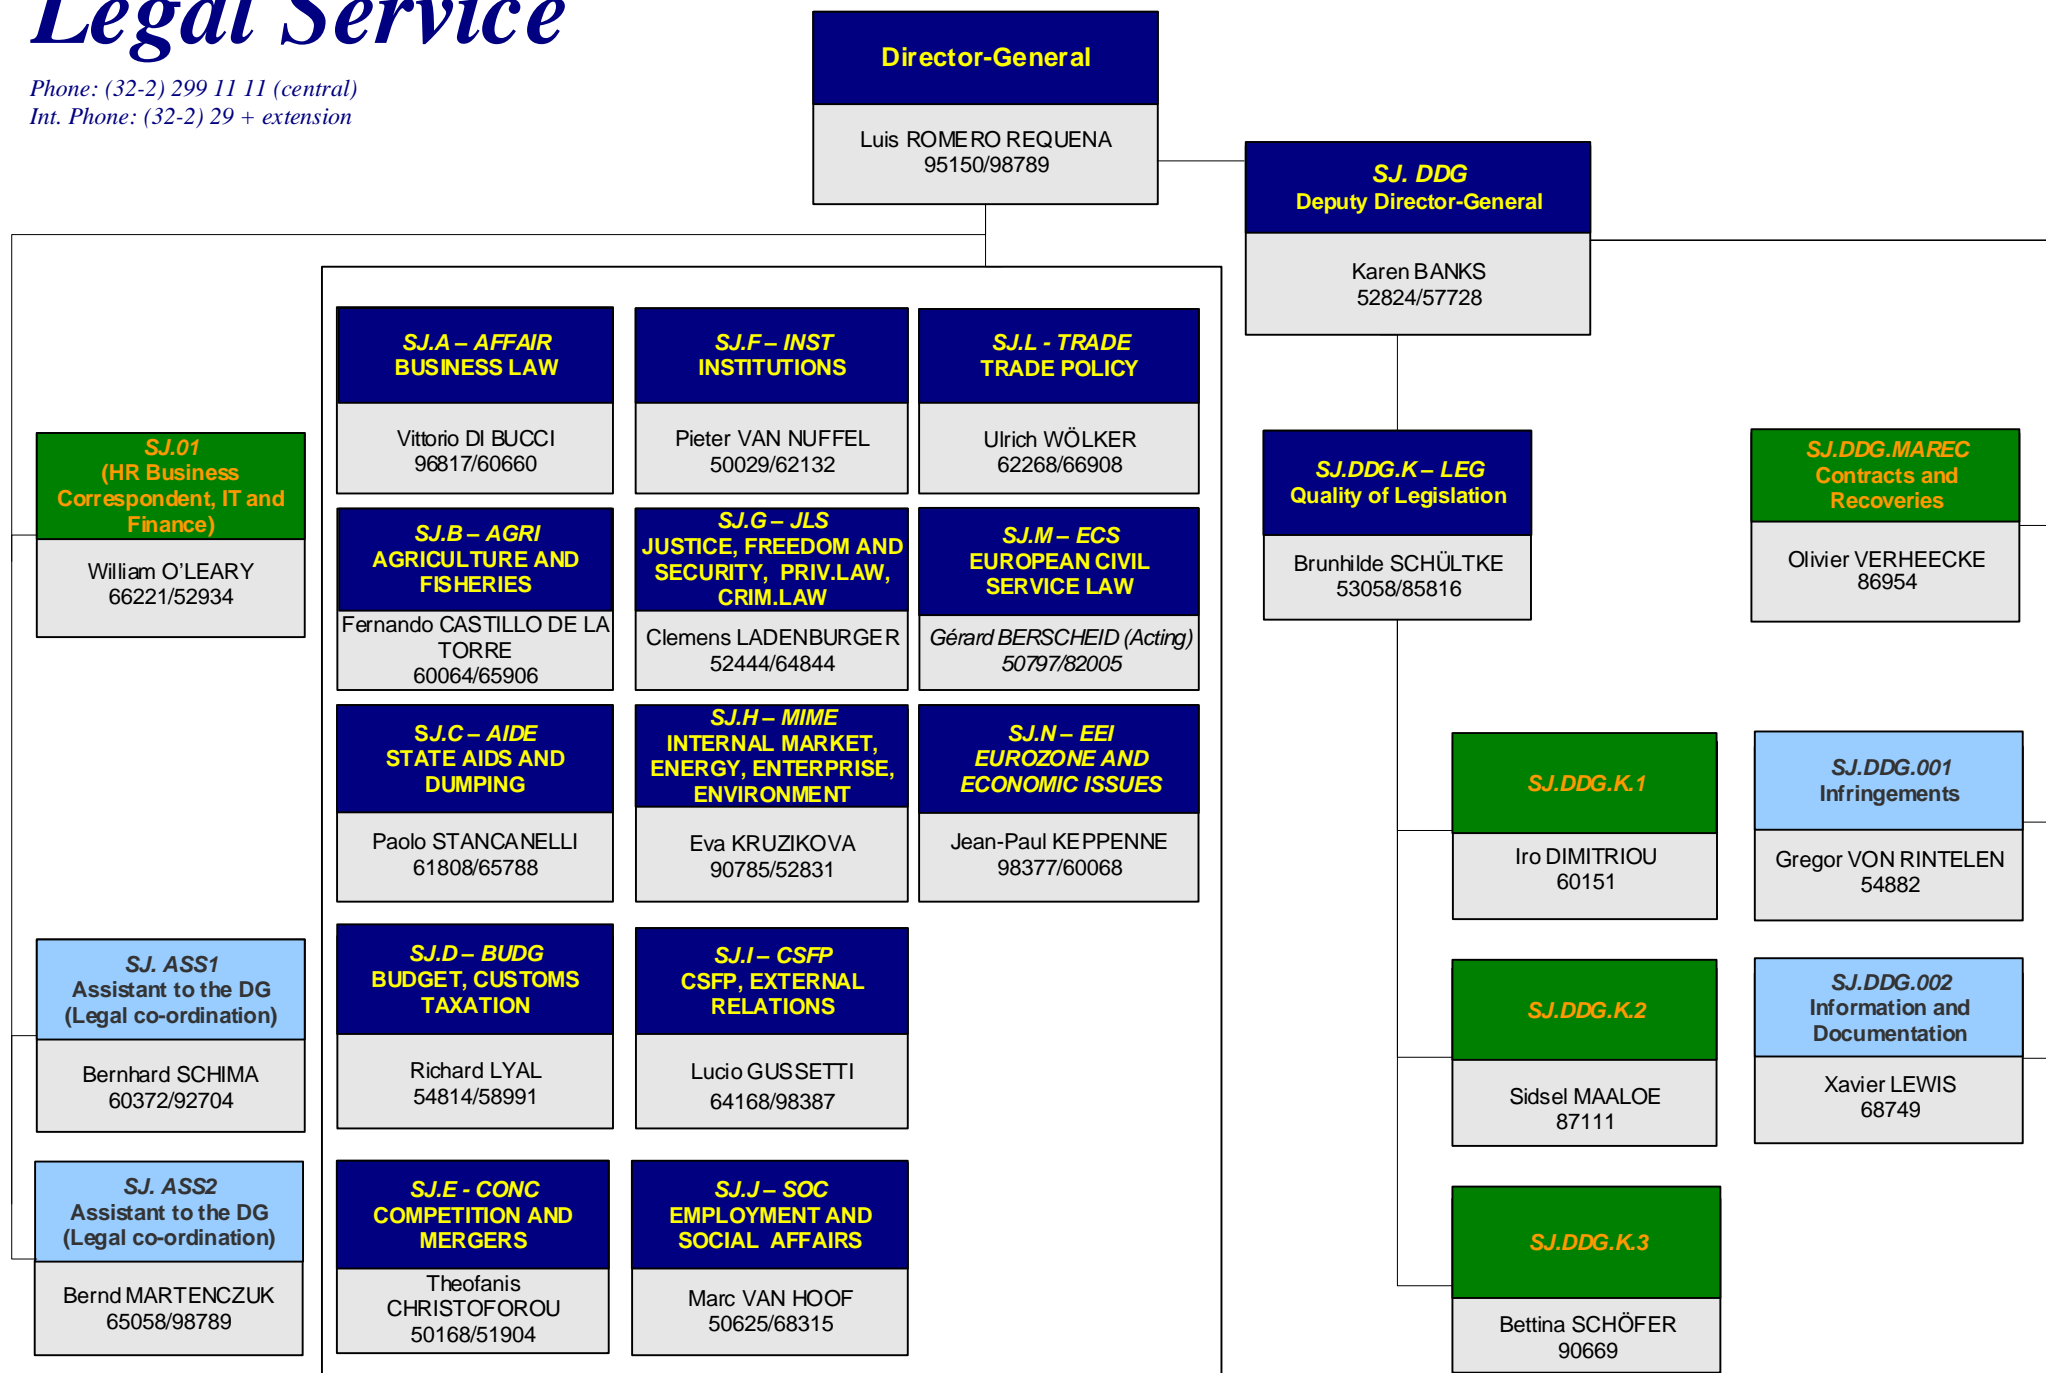 Legal Service
Phone: (32-2) 299 11 11 (central)
Int. Phone: (32-2) 29 + extension
Director-General
Luis ROMERO REQUENA
95150/98789
SJ. DDG
Deputy Director-General
Karen BANKS
52824/57728
SJ.01
(HR Business
Correspondent, IT and
Finance)
William O'LEARY
66221/52934
SJ. ASS1
Assistant to the DG
(Legal co-ordination)
Bernhard SCHIMA
60372/92704
SJ. ASS2
Assistant to the DG
(Legal co-ordination)
Bernd MARTENCZUK
65058/98789
SJ.A – AFFAIR
BUSINESS LAW
Vittorio DI BUCCI
96817/60660
SJ.B – AGRI
AGRICULTURE AND
FISHERIES
Fernando CASTILLO DE LA
TORRE
60064/65906
SJ.C – AIDE
STATE AIDS AND
DUMPING
Paolo STANCANELLI
61808/65788
SJ.D – BUDG
BUDGET, CUSTOMS
TAXATION
Richard LYAL
54814/58991
SJ.E - CONC
COMPETITION AND
MERGERS
Theofanis
CHRISTOFOROU
50168/51904
SJ.F – INST
INSTITUTIONS
Pieter VAN NUFFEL
50029/62132
SJ.G – JLS
JUSTICE, FREEDOM AND
SECURITY, PRIV.LAW,
CRIM.LAW
Clemens LADENBURGER
52444/64844
SJ.H – MIME
INTERNAL MARKET,
ENERGY, ENTERPRISE,
ENVIRONMENT
Eva KRUZIKOVA
90785/52831
SJ.I – CSFP
CSFP, EXTERNAL
RELATIONS
Lucio GUSSETTI
64168/98387
SJ.J – SOC
EMPLOYMENT AND
SOCIAL AFFAIRS
Marc VAN HOOF
50625/68315
SJ.L - TRADE
TRADE POLICY
Ulrich WÖLKER
62268/66908
SJ.M – ECS
EUROPEAN CIVIL
SERVICE LAW
Gérard BERSCHEID (Acting)
50797/82005
SJ.N – EEI
EUROZONE AND
ECONOMIC ISSUES
Jean-Paul KEPPENNE
98377/60068
SJ.DDG.K – LEG
Quality of Legislation
Brunhilde SCHÜLTKE
53058/85816
SJ.DDG.K.1
Iro DIMITRIOU
60151
SJ.DDG.K.2
Sidsel MAALOE
87111
SJ.DDG.K.3
Bettina SCHÖFER
90669
SJ.DDG.MAREC
Contracts and
Recoveries
Olivier VERHEECKE
86954
SJ.DDG.001
Infringements
Gregor VON RINTELEN
54882
SJ.DDG.002
Information and
Documentation
Xavier LEWIS
68749